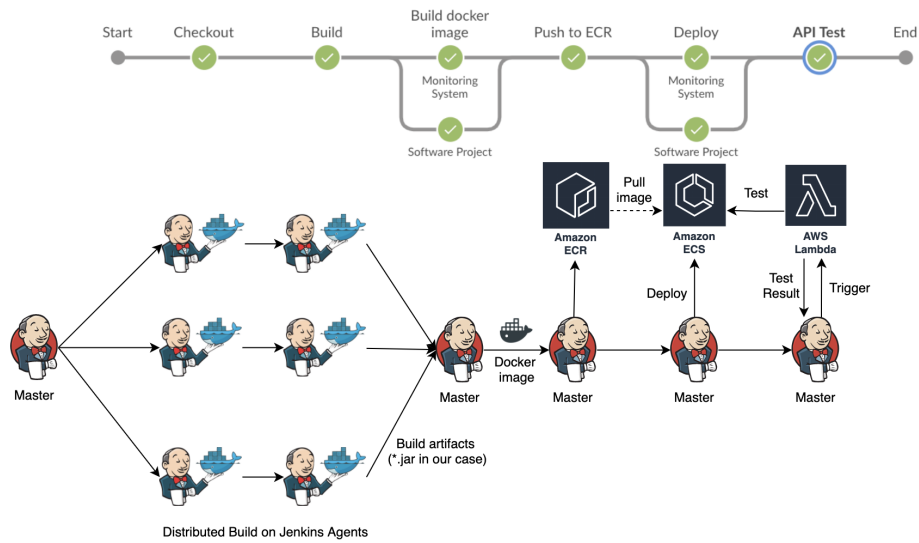 Start
Checkout
Build
Build docker
image
Push to ECR
Deploy
API Test
End
Monitoring
System
Monitoring
System
Software Project
Software Project
Pull
image
Test
Amazon
ECR
Amazon
ECS
AWS
Lambda
Deploy
Test
Result
Trigger
Docker
image
Master
Master
Master
Master
Master
Build artifacts
(*.jar in our case)
Distributed Build on Jenkins Agents